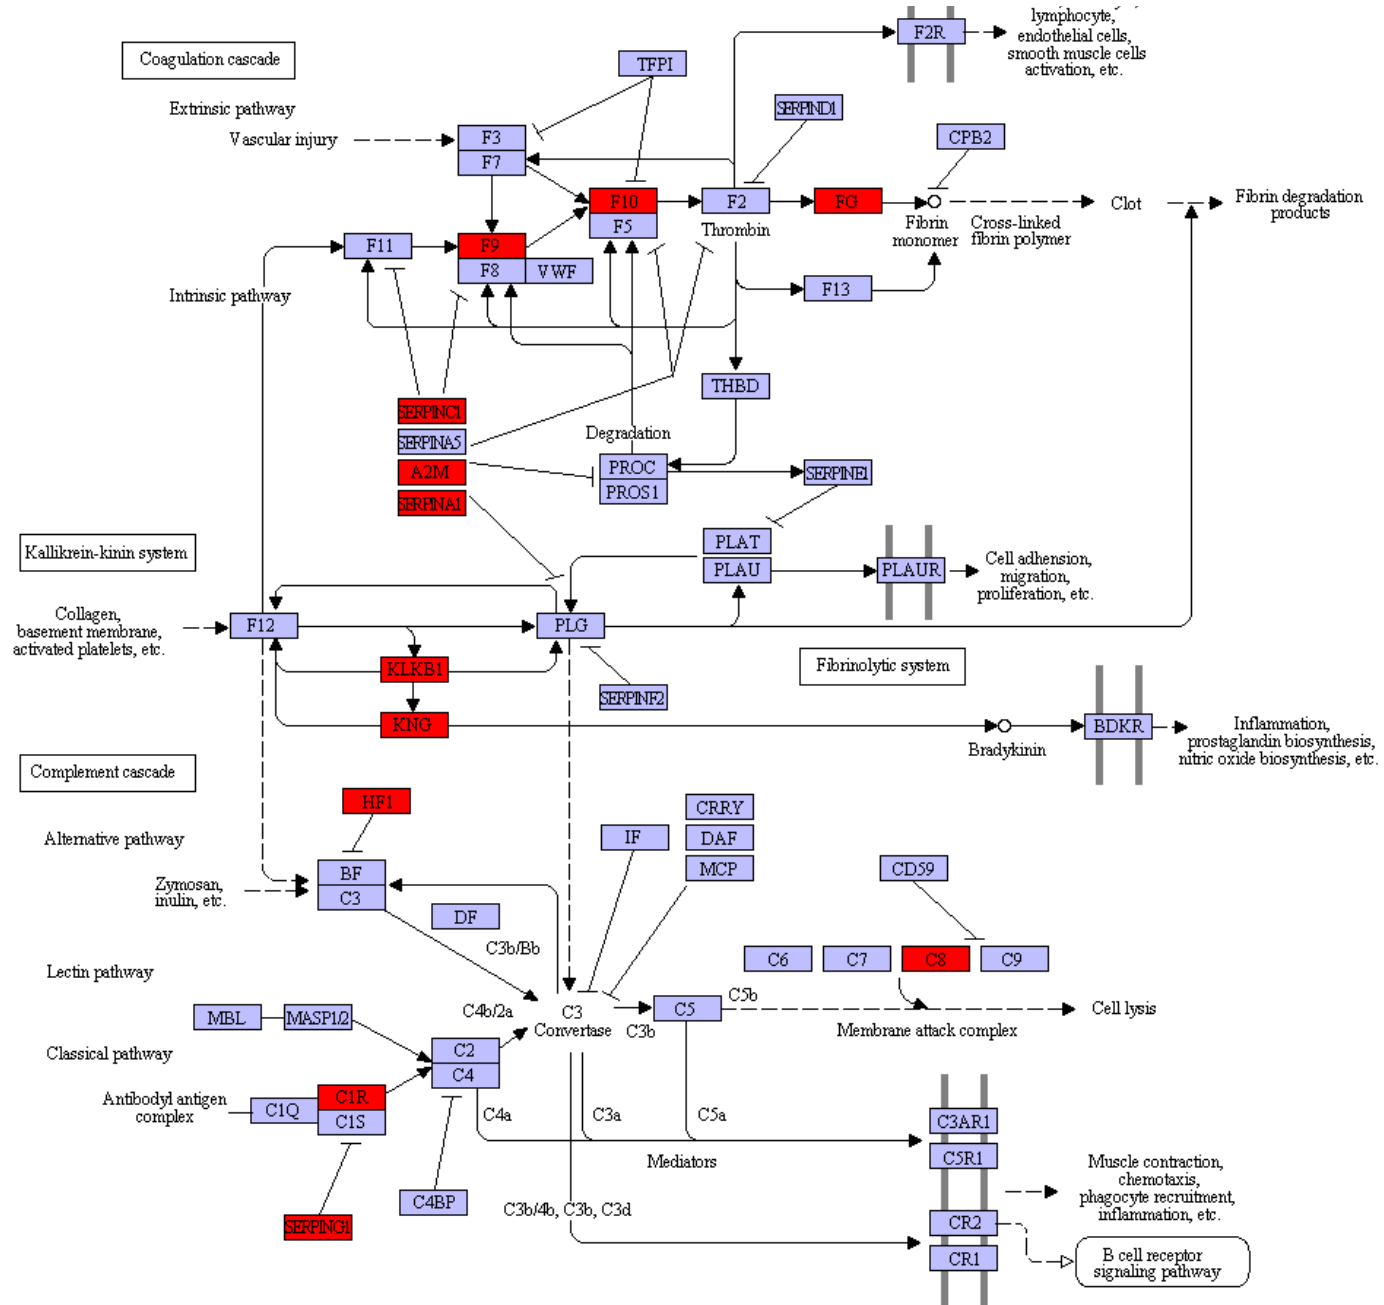 lymphocyte,
endothelial cells,
smooth muscle cells
activation, etc.
F2R
Coagulation cascade
TFPI
SERPIND1
CPB2
Extrinsic pathway
Vascular injury
F3
F7
F10
F5
F2
Thrombin
FG
Fibrin
monomer
Cross-linked
fibrin polymer
Clot
Fibrin degradation
products
F11
F9
F8
VWF
F13
Intrinsic pathway
THBD
SERPINC1
SERPINA5
A2M
SERPINA1
Degradation
PROC
PROS1
SERPINE1
Kallikrein-kinin system
PLAT
PLAU
PLAUR
Cell adhension,
migration,
proliferation, etc.
Collagen,
basement membrane,
activated platelets, etc.
F12
PLG
KLKB1
Fibrinolytic system
SERPINF2
KNG
Bradykinin
BDKR
Inflammation,
prostaglandin biosynthesis,
nitric oxide biosynthesis, etc.
Complement cascade
HF1
CRRY
DAF
MCP
IF
CD59
Alternative pathway
Zymosan,
inulin, etc.
BF
C3
DF
C3b/Bb
C6
C7
C8
C9
Lectin pathway
MBL
MASP1/2
C4b/2a
C3
Convertase
C3b
C5
C5b
Membrane attack complex
Cell lysis
Classical pathway
C2
C4
Antibodyl antigen
complex
C1Q
C1R
C1S
C4a
C3a
C5a
Mediators
C3AR1
C5R1
Muscle contraction,
chemotaxis,
phagocyte recruitment,
inflammation, etc.
C4BP
SERPING1
C3b/4b, C3b, C3d
CR2
CR1
B cell receptor
signaling pathway